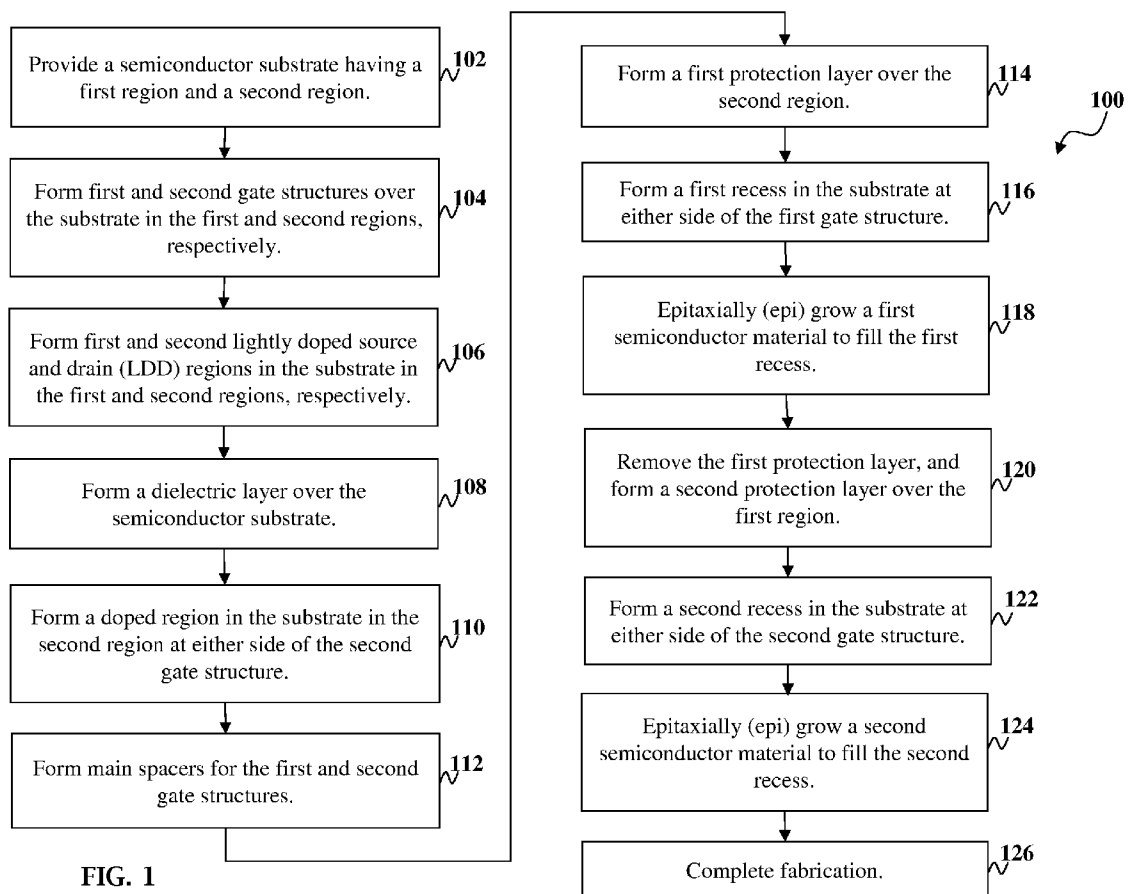 Provide a semiconductor substrate having a
first region and a second region.
102
Form first and second gate structures over
the substrate in the first and second regions,
respectively.
104
Form first and second lightly doped source
and drain (LDD) regions in the substrate in
the first and second regions, respectively.
106
Form a dielectric layer over the
semiconductor substrate.
108
Form a doped region in the substrate in the
second region at either side of the second
gate structure.
110
Form main spacers for the first and second
gate structures.
112
FIG. 1
Form a first protection layer over the
second region.
114
100
Form a first recess in the substrate at
either side of the first gate structure.
116
Epitaxially (epi) grow a first
semiconductor material to fill the first
recess.
118
Remove the first protection layer, and
form a second protection layer over the
first region.
120
Form a second recess in the substrate at
either side of the second gate structure.
122
Epitaxially (epi) grow a second
semiconductor material to fill the second
recess.
124
Complete fabrication.
126